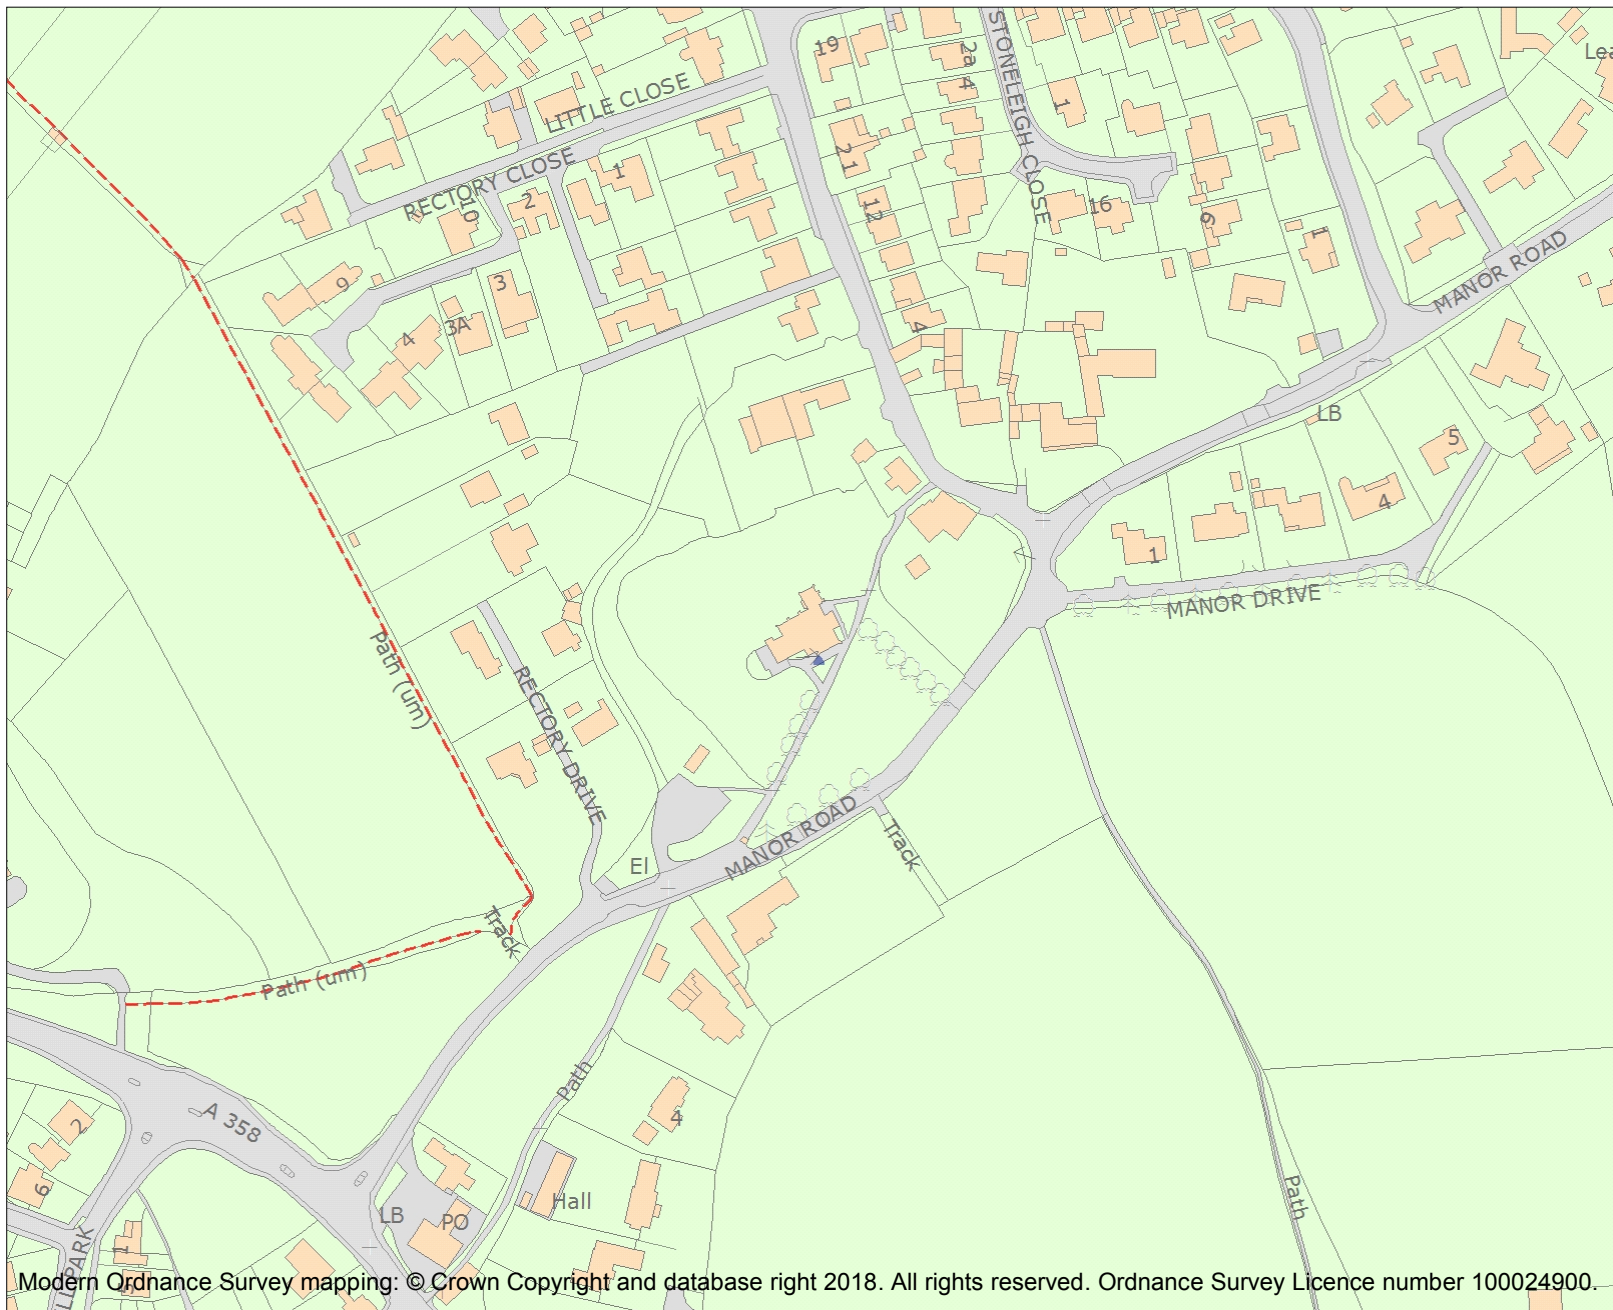 19
2a
4
STONELEIGH CLOSE
1
LITTLE CLOSE
21
RECTORY CLOSE
1
2
10
12
16
6
1
MANOR ROAD
9
3
3A
4
4
LB
5
4
1
MANOR DRIVE
Path (um)
RECTORY DRIVE
MANOR ROAD
Track
El
Track
Path (um)
Path
A 358
2
4
6
Hall
LB
PO
Path
1
5
Modern Ordnance Survey mapping: © Crown Copyright and database right 2018. All rights reserved. Ordnance Survey Licence number 100024900.